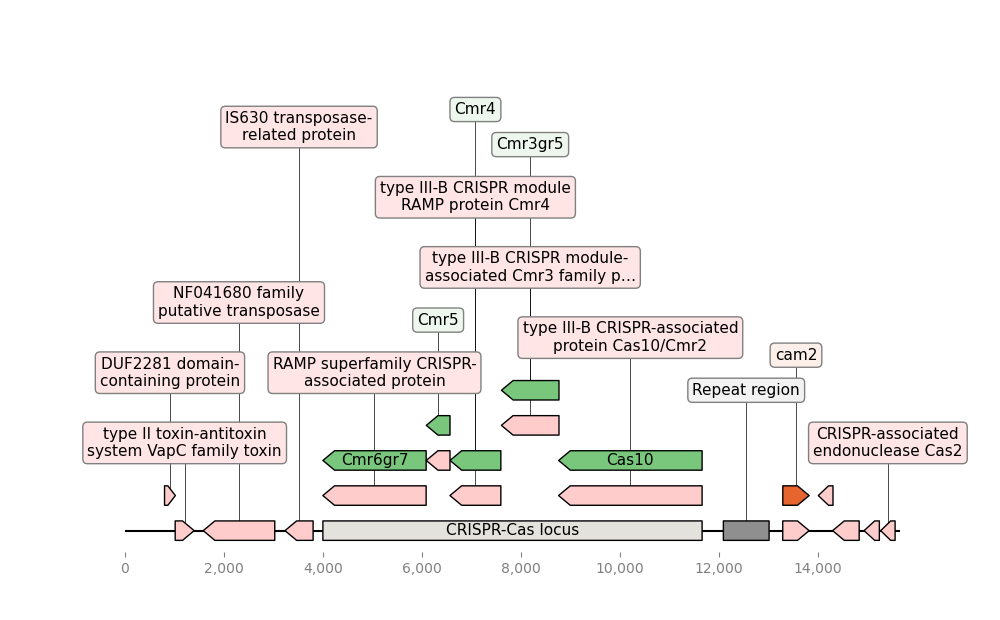 Cmr4
IS630 transposase-
related protein
Cmr3gr5
type III-B CRISPR module
RAMP protein Cmr4
type III-B CRISPR module-
associated Cmr3 family p…
NF041680 family
putative transposase
Cmr5
type III-B CRISPR-associated
protein Cas10/Cmr2
cam2
DUF2281 domain-
containing protein
RAMP superfamily CRISPR-
associated protein
Repeat region
type II toxin-antitoxin
system VapC family toxin
CRISPR-associated
endonuclease Cas2
Cmr6gr7
Cas10
CRISPR-Cas locus
0 2,000 4,000 6,000 8,000 10,000 12,000 14,000